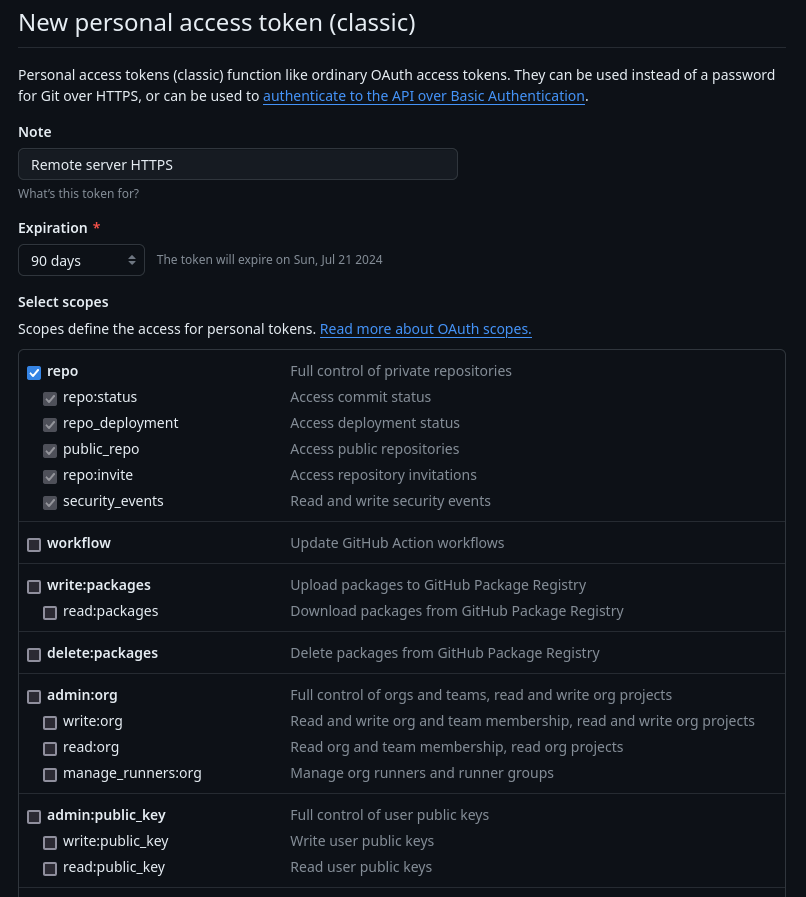 New personal access token (classic)
Personal access tokens (classic) function like ordinary OAuth access tokens. They can be used instead of a password
for Git over HTTPS, or can be used to authenticate to the API over Basic Authentication.
Note
Remote server HTTPS
What's this token for?
Expiration *
90 days The token will expire on Sun, Jul 21 2024
Select scopes
Scopes define the access for personal tokens. Read more about OAuth scopes.
repo Full control of private repositories
repo:status Access commit status
repo_deployment Access deployment status
public_repo Access public repositories
repo:invite Access repository invitations
security_events Read and write security events
workflow Update GitHub Action workflows
write:packages Upload packages to GitHub Package Registry
read:packages Download packages from GitHub Package Registry
delete:packages Delete packages from GitHub Package Registry
admin:org Full control of orgs and teams, read and write org projects
write:org Read and write org and team membership, read and write org projects
read:org Read org and team membership, read org projects
manage_runners:org Manage org runners and runner groups
admin:public_key Full control of user public keys
write:public_key Write user public keys
read:public_key Read user public keys